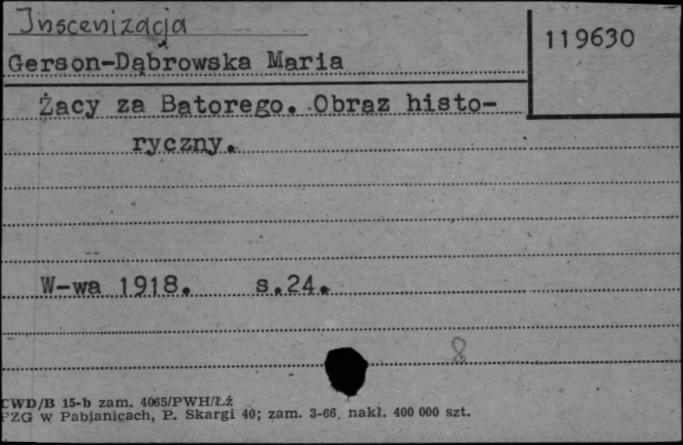 Inscenizacja
119630
Gerson-Dąbrowska Maria
Żacy za Batorego. Obraz histo-
ryczny.
W-wa 1918. s.24.
8
CWD/B 15-b zam. 4065/PWH/Łź
PZG w Pabianicach, P. Skargi 40; zam. 3-66. nakł. 400 000 szt.